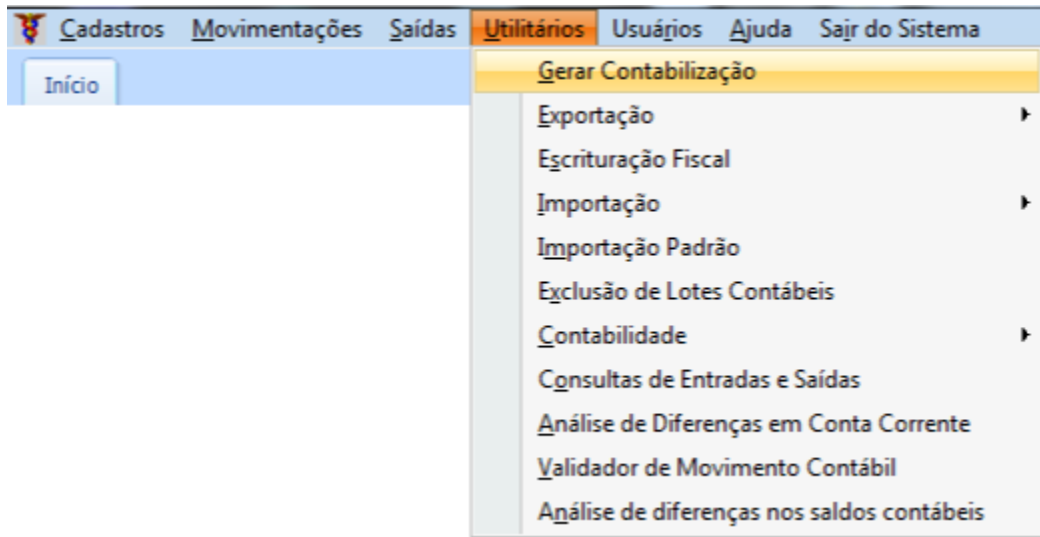 Cadastros Movimentações Saídas Utilitários Usuários Ajuda Sair do Sistema
Início
Gerar Contabilização
Exportação
Escrituração Fiscal
Importação
Importação Padrão
Exclusão de Lotes Contábeis
Contabilidade
Consultas de Entradas e Saídas
Análise de Diferenças em Conta Corrente
Validador de Movimento Contábil
Análise de diferenças nos saldos contábeis